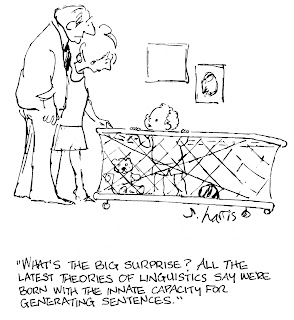 s. harris
"WHAT'S THE BIG SURPRISE? ALL THE
LATEST THEORIES OF LINGUISTICS SAY WE'RE
BORN WITH THE INNATE CAPACITY FOR
GENERATING SENTENCES."